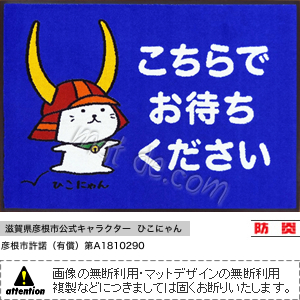 こちらで
お待ち
ください
ひこにゃん
滋賀県彦根市公式キャラクター ひこにゃん
防炎
彦根市許諾（有償）第A1810290
attention
画像の無断利用・マットデザインの無断利用
複製などにつきましては固くお断りいたします。